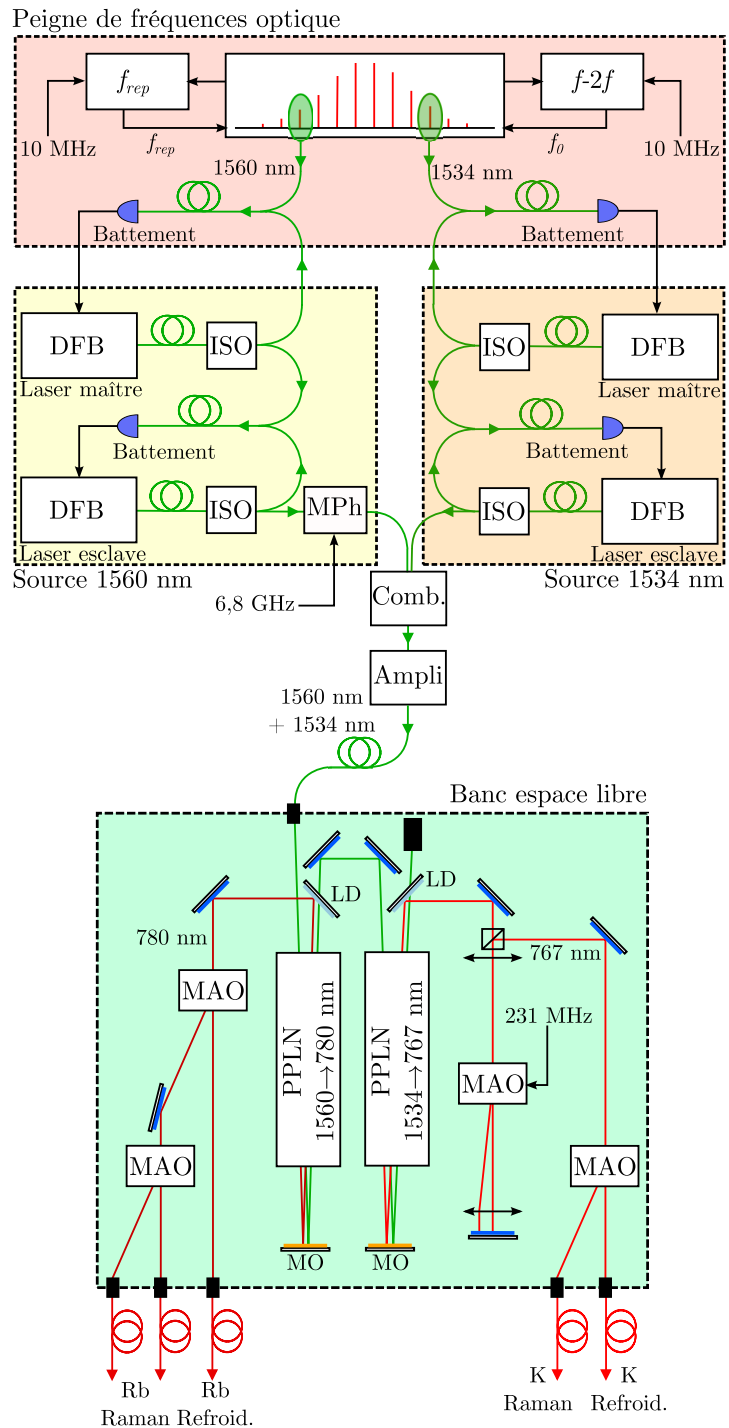 Peigne de fréquences optique
f_rep
f-2f
10 MHz
f_rep
f_0
10 MHz
1560 nm
1534 nm
Battement
Battement
DFB
ISO
ISO
DFB
Laser maître
Laser maître
Battement
Battement
DFB
ISO
MPh
ISO
DFB
Laser esclave
Laser esclave
Source 1560 nm
Source 1534 nm
6,8 GHz
Comb.
Ampli
1560 nm
+ 1534 nm
Banc espace libre
LD
LD
780 nm
767 nm
MAO
PPLN
1560→780 nm
PPLN
1534→767 nm
231 MHz
MAO
MAO
MAO
MO
MO
Rb
Raman
Rb
Refroid.
K
Raman
K
Refroid.